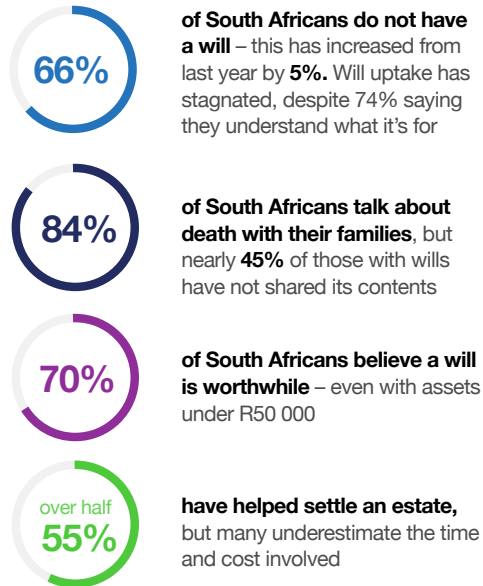 66%
of South Africans do not have
a will – this has increased from
last year by 5%. Will uptake has
stagnated, despite 74% saying
they understand what it's for
84%
of South Africans talk about
death with their families, but
nearly 45% of those with wills
have not shared its contents
70%
of South Africans believe a will
is worthwhile – even with assets
under R50 000
over half
55%
have helped settle an estate,
but many underestimate the time
and cost involved